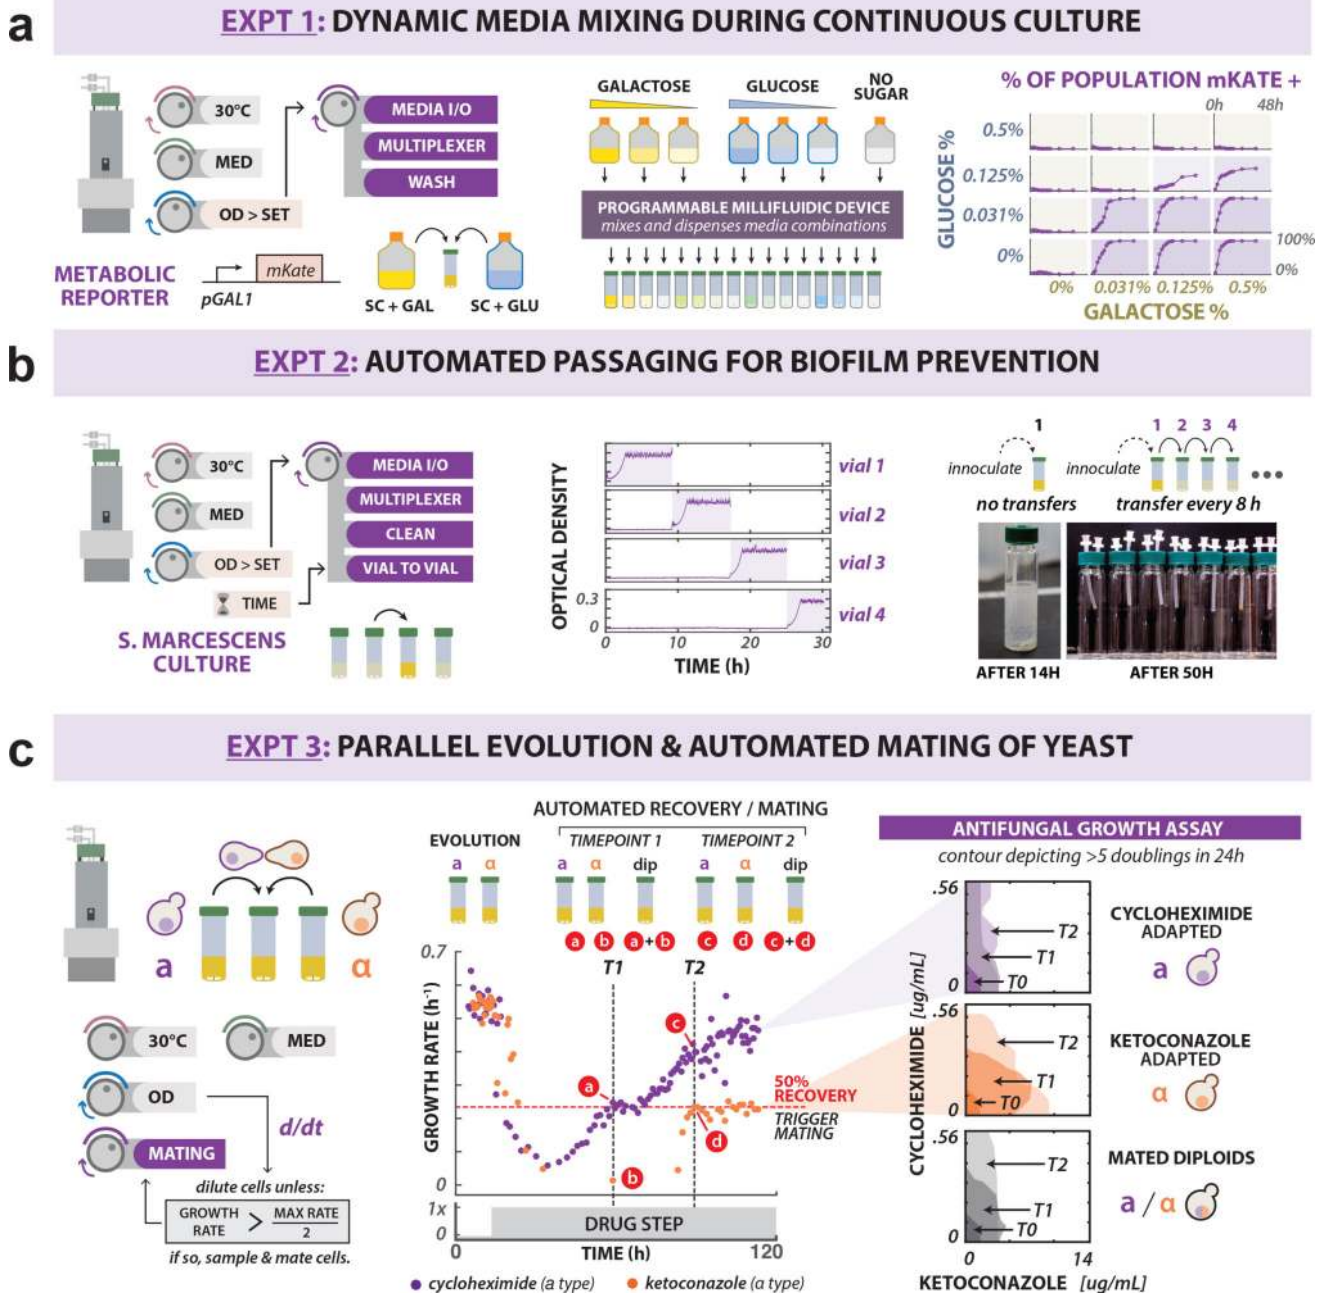 a
EXPT 1: DYNAMIC MEDIA MIXING DURING CONTINUOUS CULTURE
30°C
MED
OD > SET
MEDIA I/O
MULTIPLEXER
WASH
METABOLIC
REPORTER
pGAL1
mKate
SC + GAL
SC + GLU
GALACTOSE
GLUCOSE
NO
SUGAR
PROGRAMMABLE MILLIFLUIDIC DEVICE
mixes and dispenses media combinations
% OF POPULATION mKATE +
0h
48h
GLUCOSE %
0.5%
0.125%
0.031%
0%
100%
0%
0%
0.031%
0.125%
0.5%
GALACTOSE %
b
EXPT 2: AUTOMATED PASSAGING FOR BIOFILM PREVENTION
30°C
MED
OD > SET
TIME
MEDIA I/O
MULTIPLEXER
CLEAN
VIAL TO VIAL
S. MARCESCENS
CULTURE
OPTICAL DENSITY
vial 1
vial 2
vial 3
vial 4
0.3
0
0
10
20
30
TIME (h)
1
innoculate
no transfers
1 2 3 4
innoculate
transfer every 8 h
AFTER 14H
AFTER 50H
c
EXPT 3: PARALLEL EVOLUTION & AUTOMATED MATING OF YEAST
a
α
30°C
MED
OD
MATING
d/dt
dilute cells unless:
GROWTH
RATE
>
MAX RATE
2
if so, sample & mate cells.
AUTOMATED RECOVERY / MATING
EVOLUTION
TIMEPOINT 1
TIMEPOINT 2
a α
a α dip
a α dip
a b a + b
c d c + d
T1
T2
GROWTH RATE (h⁻¹)
0.7
0
a
b
c
d
50%
RECOVERY
TRIGGER
MATING
1x
0
DRUG STEP
0
TIME (h)
120
cycloheximide (a type)
ketoconazole (α type)
ANTIFUNGAL GROWTH ASSAY
contour depicting >5 doublings in 24h
CYCLOHEXIMIDE [ug/mL]
.56
0
T2
T1
T0
CYCLOHEXIMIDE
ADAPTED
a
.56
0
T2
T1
T0
KETOCONAZOLE
ADAPTED
α
.56
0
T2
T1
T0
MATED DIPLOIDS
a / α
0
14
KETOCONAZOLE [ug/mL]